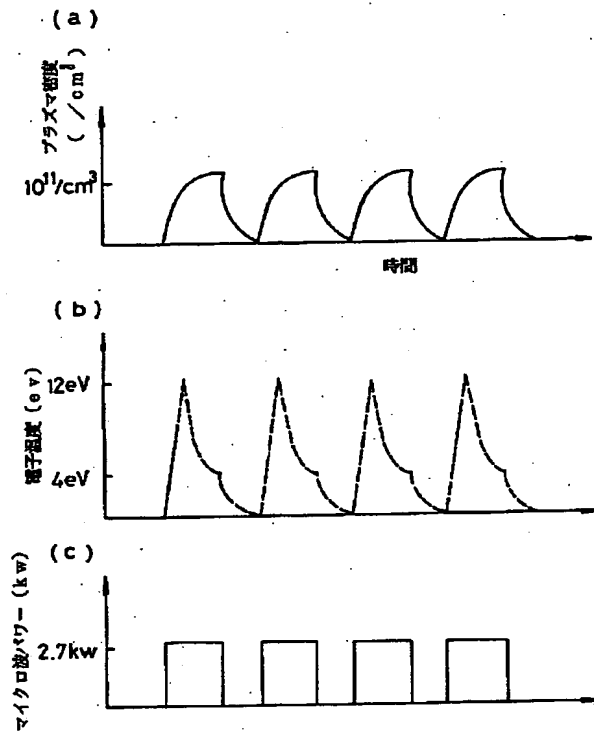 (a)
プラズマ密度
( /cm³)
10¹¹/cm³
時間
(b)
電子温度(ev)
12eV
4eV
(c)
マイクロ波パワー(kw)
2.7kw